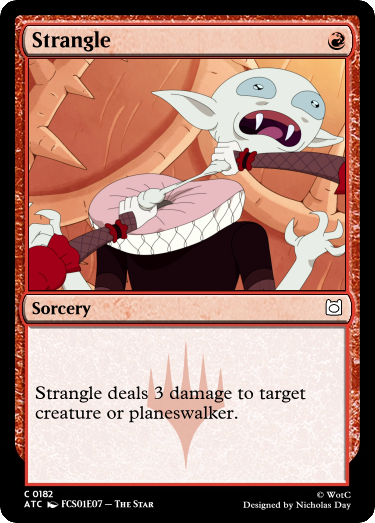 Strangle
Sorcery
Strangle deals 3 damage to target
creature or planeswalker.
C 0182
© WotC
ATC FCS01E07 – The Star
Designed by Nicholas Day